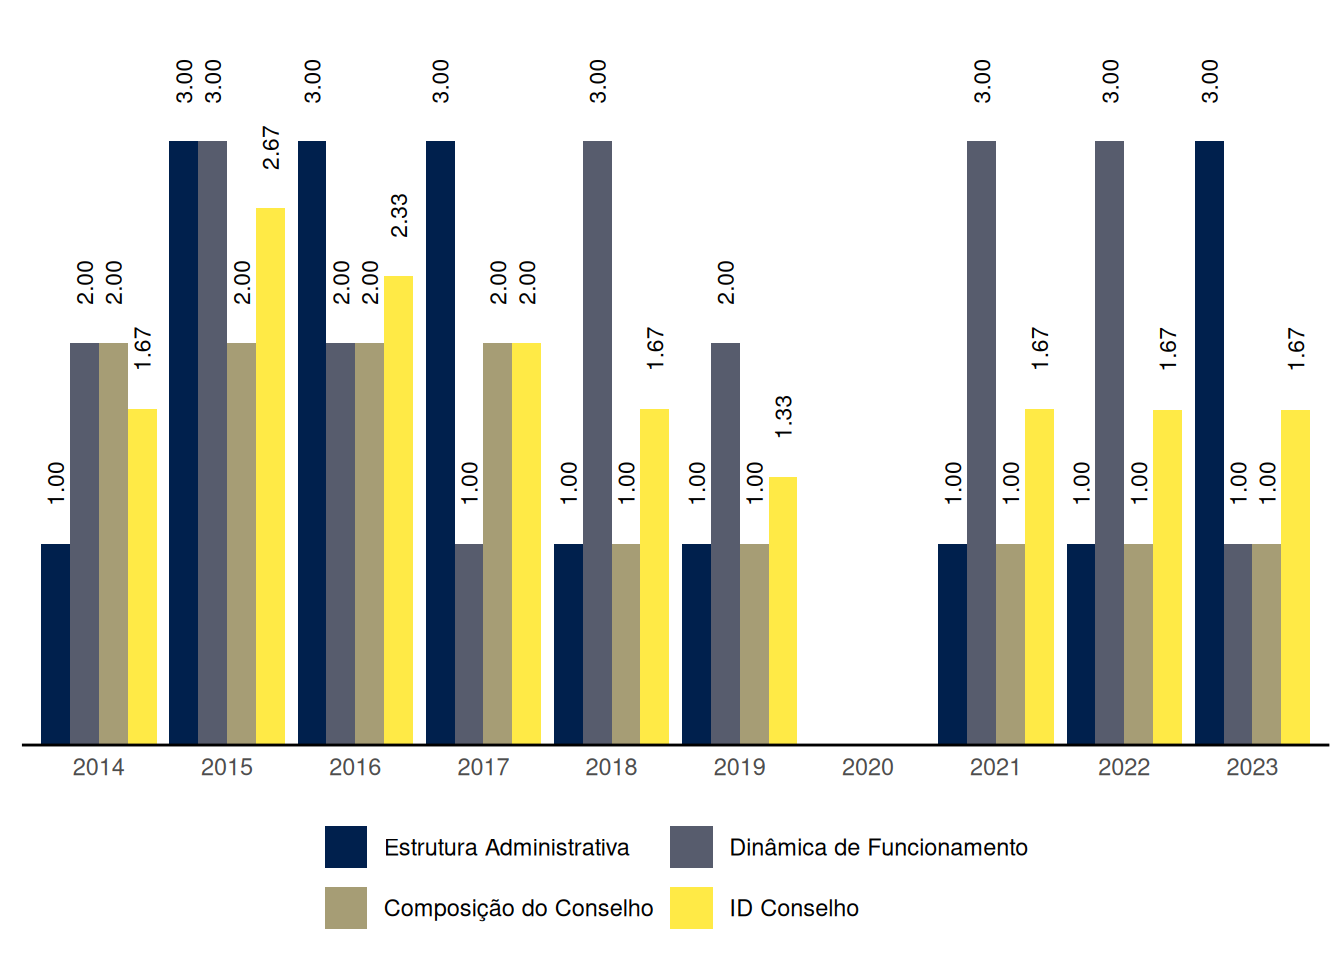 3.00 3.00 3.00 3.00 3.00 3.00 3.00 3.00
2.67
2.33
2.00 2.00 2.00 2.00 2.00 2.00 2.00 2.00
1.67 1.67 1.67 1.67 1.67
1.33
1.00 1.00 1.00 1.00 1.00 1.00 1.00 1.00 1.00 1.00 1.00 1.00
2014 2015 2016 2017 2018 2019 2020 2021 2022 2023
Estrutura Administrativa Dinâmica de Funcionamento
Composição do Conselho ID Conselho